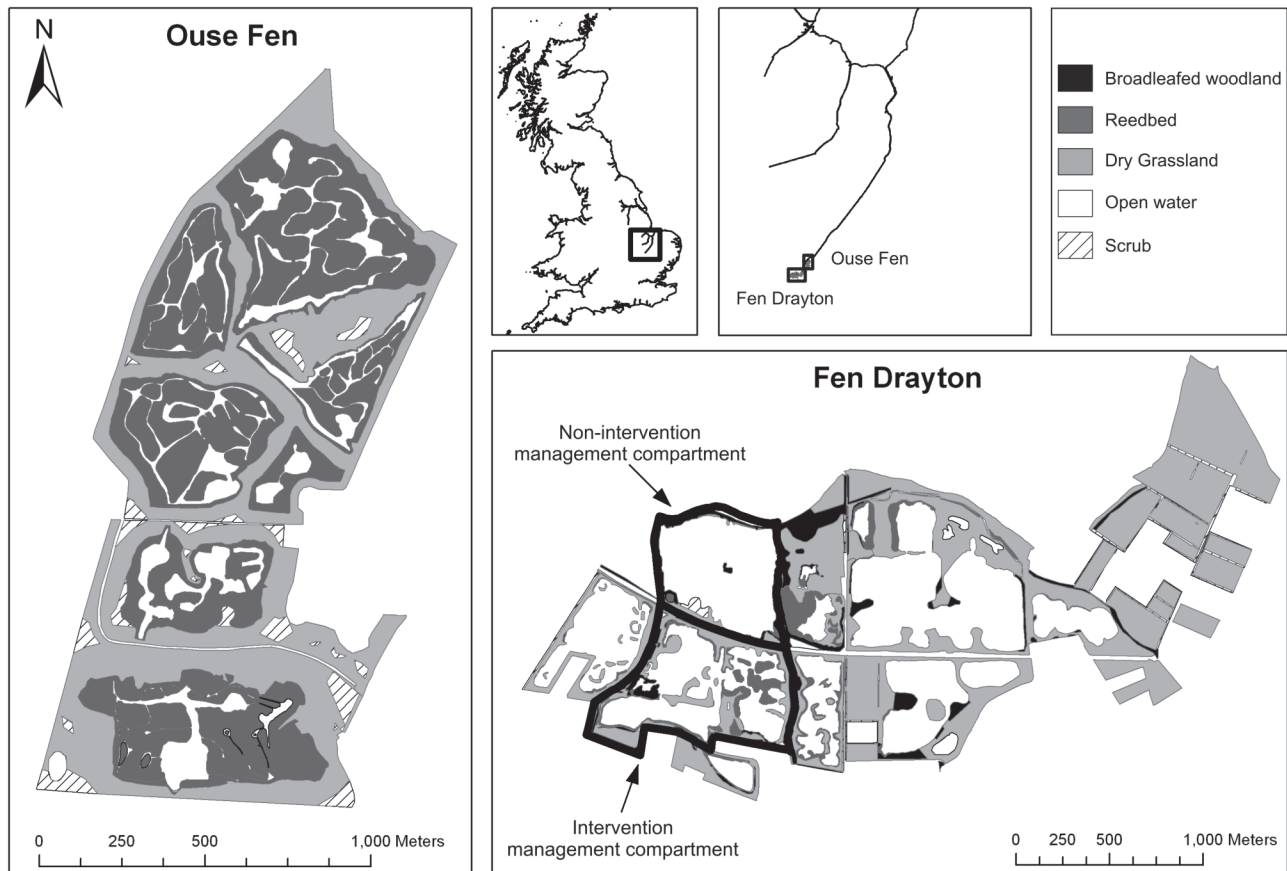 Ouse Fen
N
0 250 500 1,000 Meters
Ouse Fen
Fen Drayton
Broadleafed woodland
Reedbed
Dry Grassland
Open water
Scrub
Fen Drayton
Non-intervention
management compartment
Intervention
management compartment
0 250 500 1,000 Meters